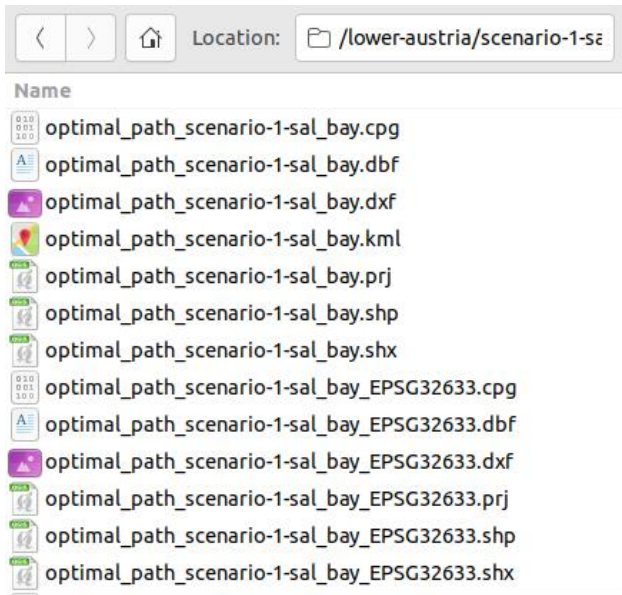 Location: /lower-austria/scenario-1-sa
Name
optimal_path_scenario-1-sal_bay.cpg
optimal_path_scenario-1-sal_bay.dbf
optimal_path_scenario-1-sal_bay.dxf
optimal_path_scenario-1-sal_bay.kml
optimal_path_scenario-1-sal_bay.prj
optimal_path_scenario-1-sal_bay.shp
optimal_path_scenario-1-sal_bay.shx
optimal_path_scenario-1-sal_bay_EPSG32633.cpg
optimal_path_scenario-1-sal_bay_EPSG32633.dbf
optimal_path_scenario-1-sal_bay_EPSG32633.dxf
optimal_path_scenario-1-sal_bay_EPSG32633.prj
optimal_path_scenario-1-sal_bay_EPSG32633.shp
optimal_path_scenario-1-sal_bay_EPSG32633.shx